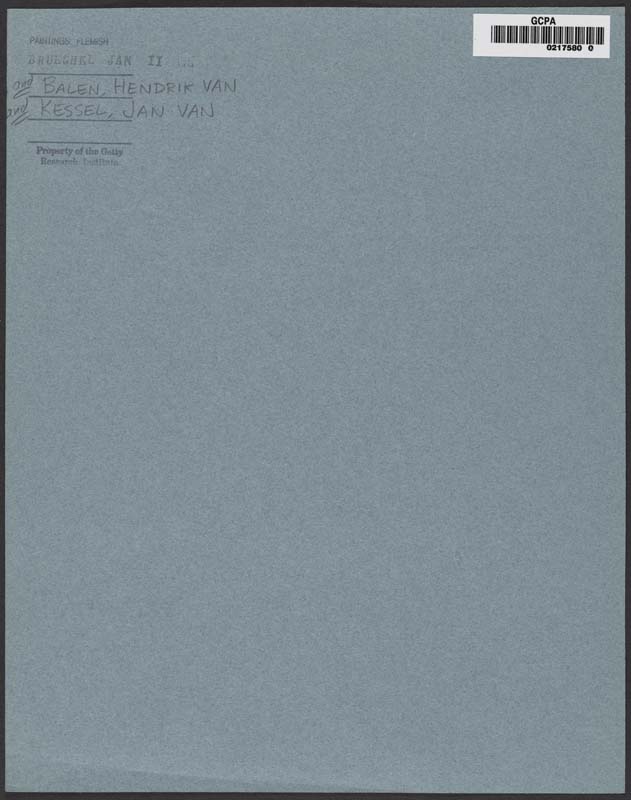 PAINTINGS, FLEMISH
BRUEGHEL JAN II
and BALEN, HENDRIK VAN
and KESSEL, JAN VAN
Property of the Getty
Research Institute
GCPA
0217580 0